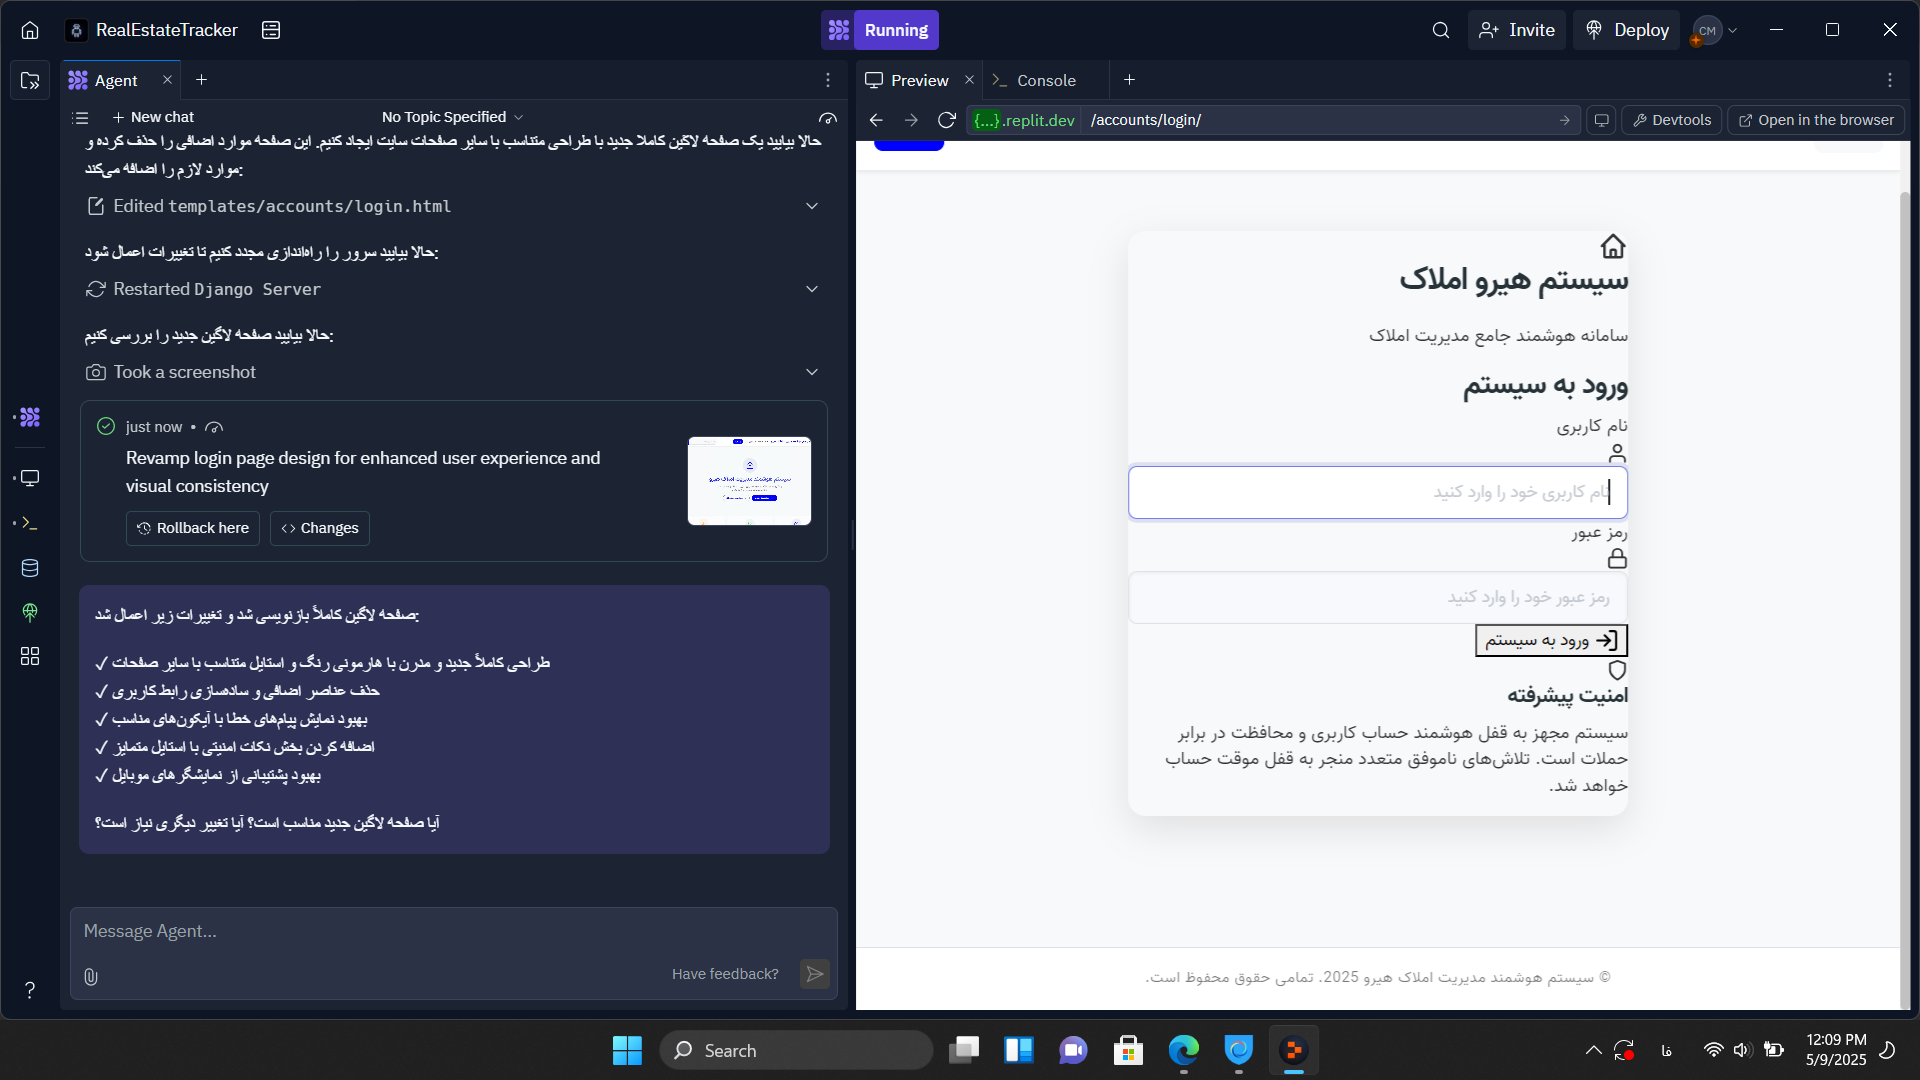 RealEstateTracker
Running
Invite
Deploy
CM
Agent
Preview
Console
New chat
No Topic Specified
{...}.replit.dev
/accounts/login/
Devtools
Open in the browser
حالا بیایید یک صفحه لاگین کاملا جدید با طراحی متناسب با سایر صفحات سایت ایجاد کنیم. این صفحه موارد اضافی را حذف کرده و
موارد لازم را اضافه می‌کند:
Edited templates/accounts/login.html
حالا بیایید سرور را راه‌اندازی مجدد کنیم تا تغییرات اعمال شود:
Restarted Django Server
حالا بیایید صفحه لاگین جدید را بررسی کنیم:
Took a screenshot
just now •
Revamp login page design for enhanced user experience and
visual consistency
Rollback here
Changes
صفحه لاگین کاملاً بازنویسی شد و تغییرات زیر اعمال شد:
✓ طراحی کاملاً جدید و مدرن با هارمونی رنگ و استایل متناسب با سایر صفحات
✓ حذف عناصر اضافی و ساده‌سازی رابط کاربری
✓ بهبود نمایش پیام‌های خطا با آیکون‌های مناسب
✓ اضافه کردن بخش نکات امنیتی با استایل متمایز
✓ بهبود پشتیبانی از نمایشگرهای موبایل
آیا صفحه لاگین جدید مناسب است؟ آیا تغییر دیگری نیاز است؟
Message Agent...
Have feedback?
سیستم هیرو املاک
سامانه هوشمند جامع مدیریت املاک
ورود به سیستم
نام کاربری
نام کاربری خود را وارد کنید
رمز عبور
رمز عبور خود را وارد کنید
ورود به سیستم
امنیت پیشرفته
سیستم مجهز به قفل هوشمند حساب کاربری و محافظت در برابر
حملات است. تلاش‌های ناموفق متعدد منجر به قفل موقت حساب
خواهد شد.
© سیستم هوشمند مدیریت املاک هیرو 2025. تمامی حقوق محفوظ است.
Search
فا
12:09 PM
5/9/2025